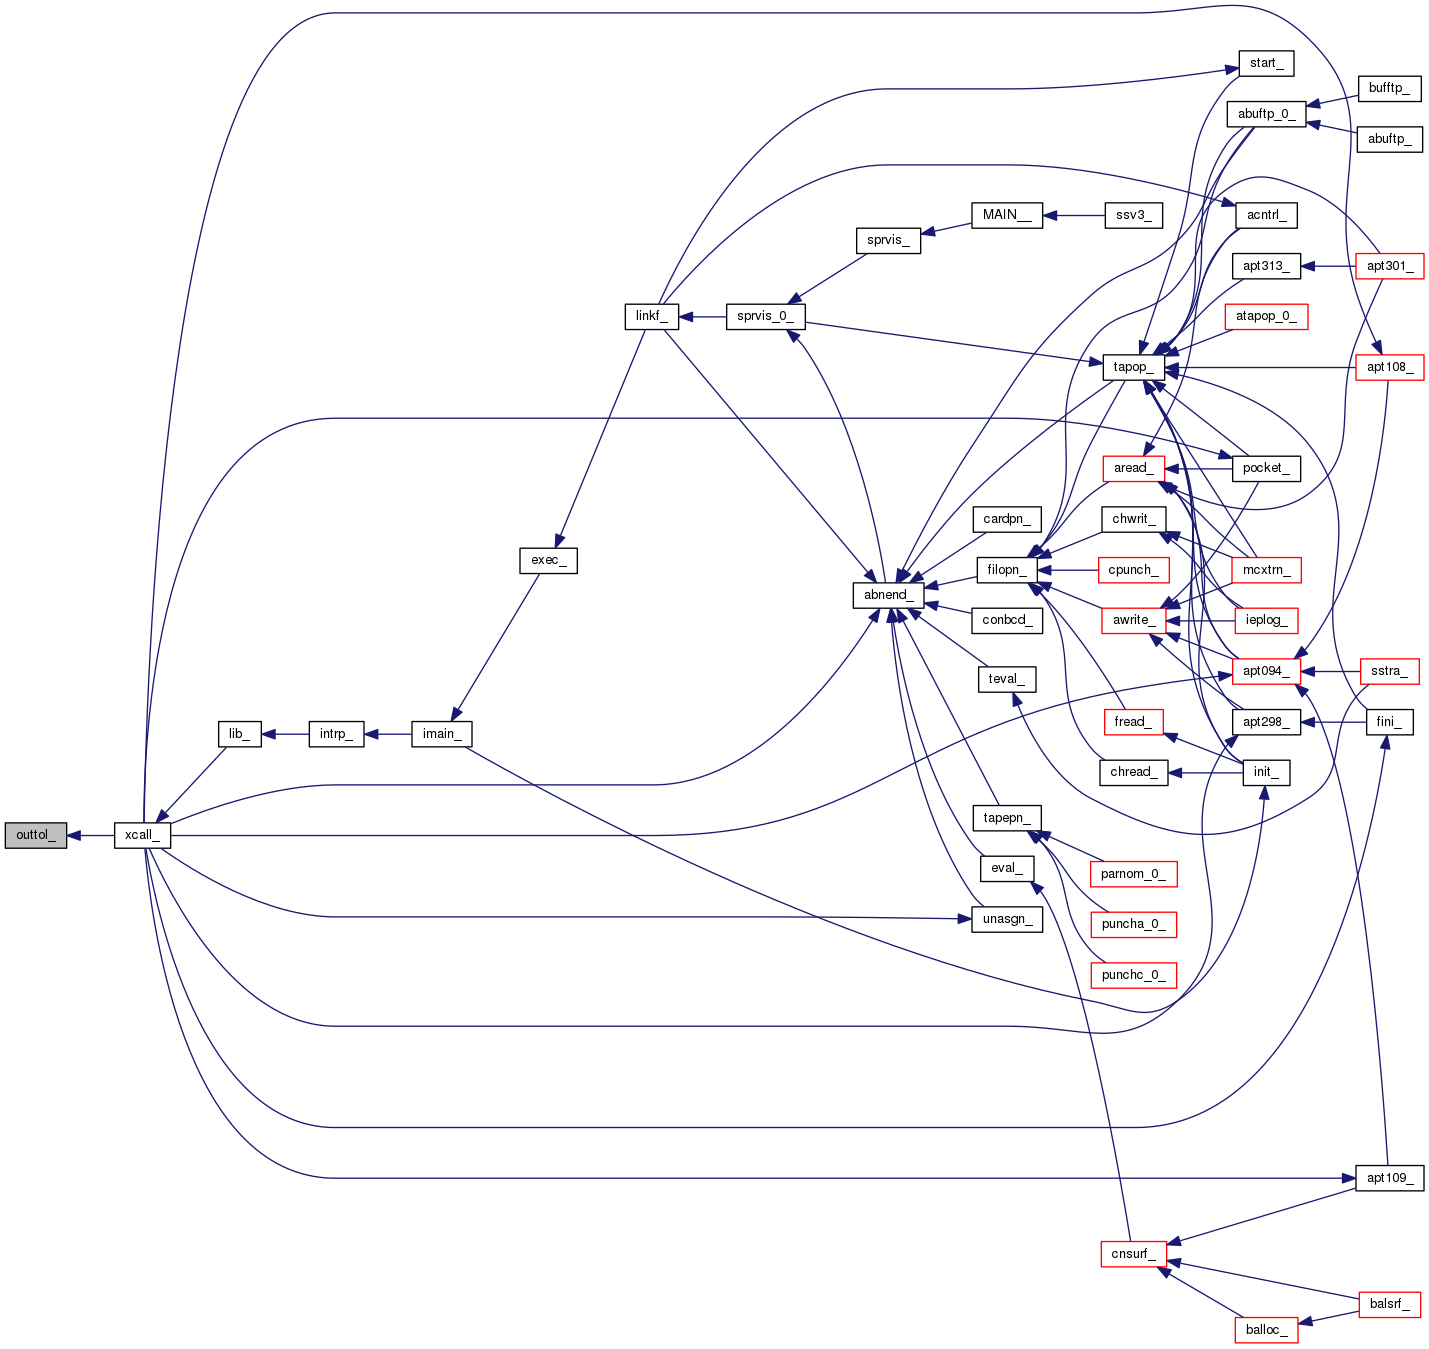 start_
bufftp_
abuftp_0_
abuftp_
MAIN__
ssv3_
acntrl_
sprvis_
apt313_
apt301_
linkf_
sprvis_0_
atapop_0_
tapop_
apt108_
aread_
pocket_
cardpn_
chwrit_
exec_
filopn_
cpunch_
mcxtrn_
abnend_
conbcd_
awrite_
ieplog_
teval_
apt094_
sstra_
lib_
intrp_
imain_
fread_
apt298_
fini_
chread_
init_
outtol_
xcall_
tapepn_
eval_
parnom_0_
unasgn_
puncha_0_
punchc_0_
apt109_
cnsurf_
balsrf_
balloc_